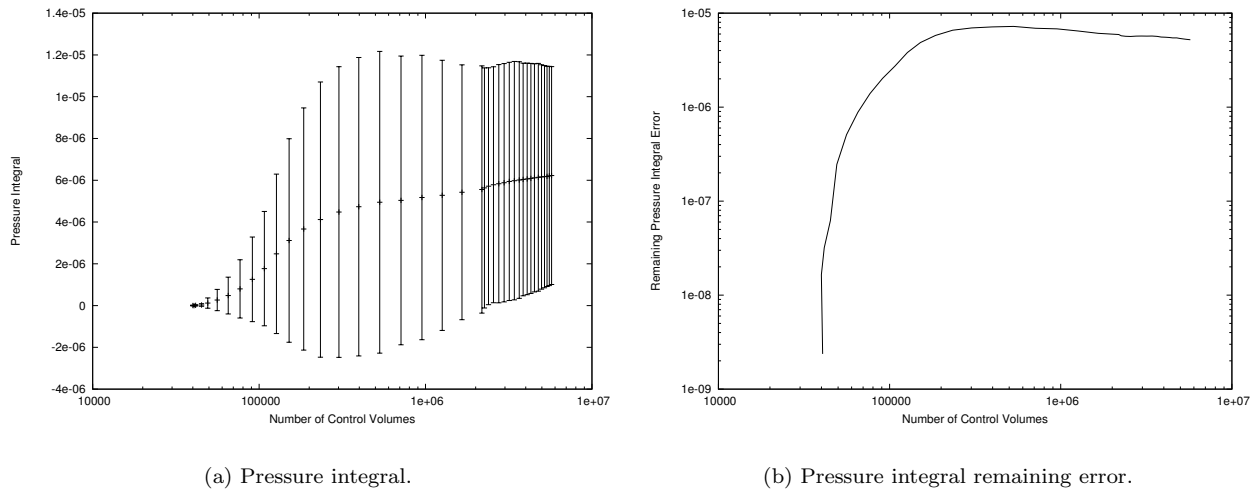 1.4e-05
1.2e-05
1e-05
8e-06
6e-06
4e-06
2e-06
0
-2e-06
-4e-06
10000 100000 1e+06 1e+07
Pressure Integral
Number of Control Volumes
1e-05
1e-06
1e-07
1e-08
1e-09
10000 100000 1e+06 1e+07
Remaining Pressure Integral Error
Number of Control Volumes
(a) Pressure integral.
(b) Pressure integral remaining error.